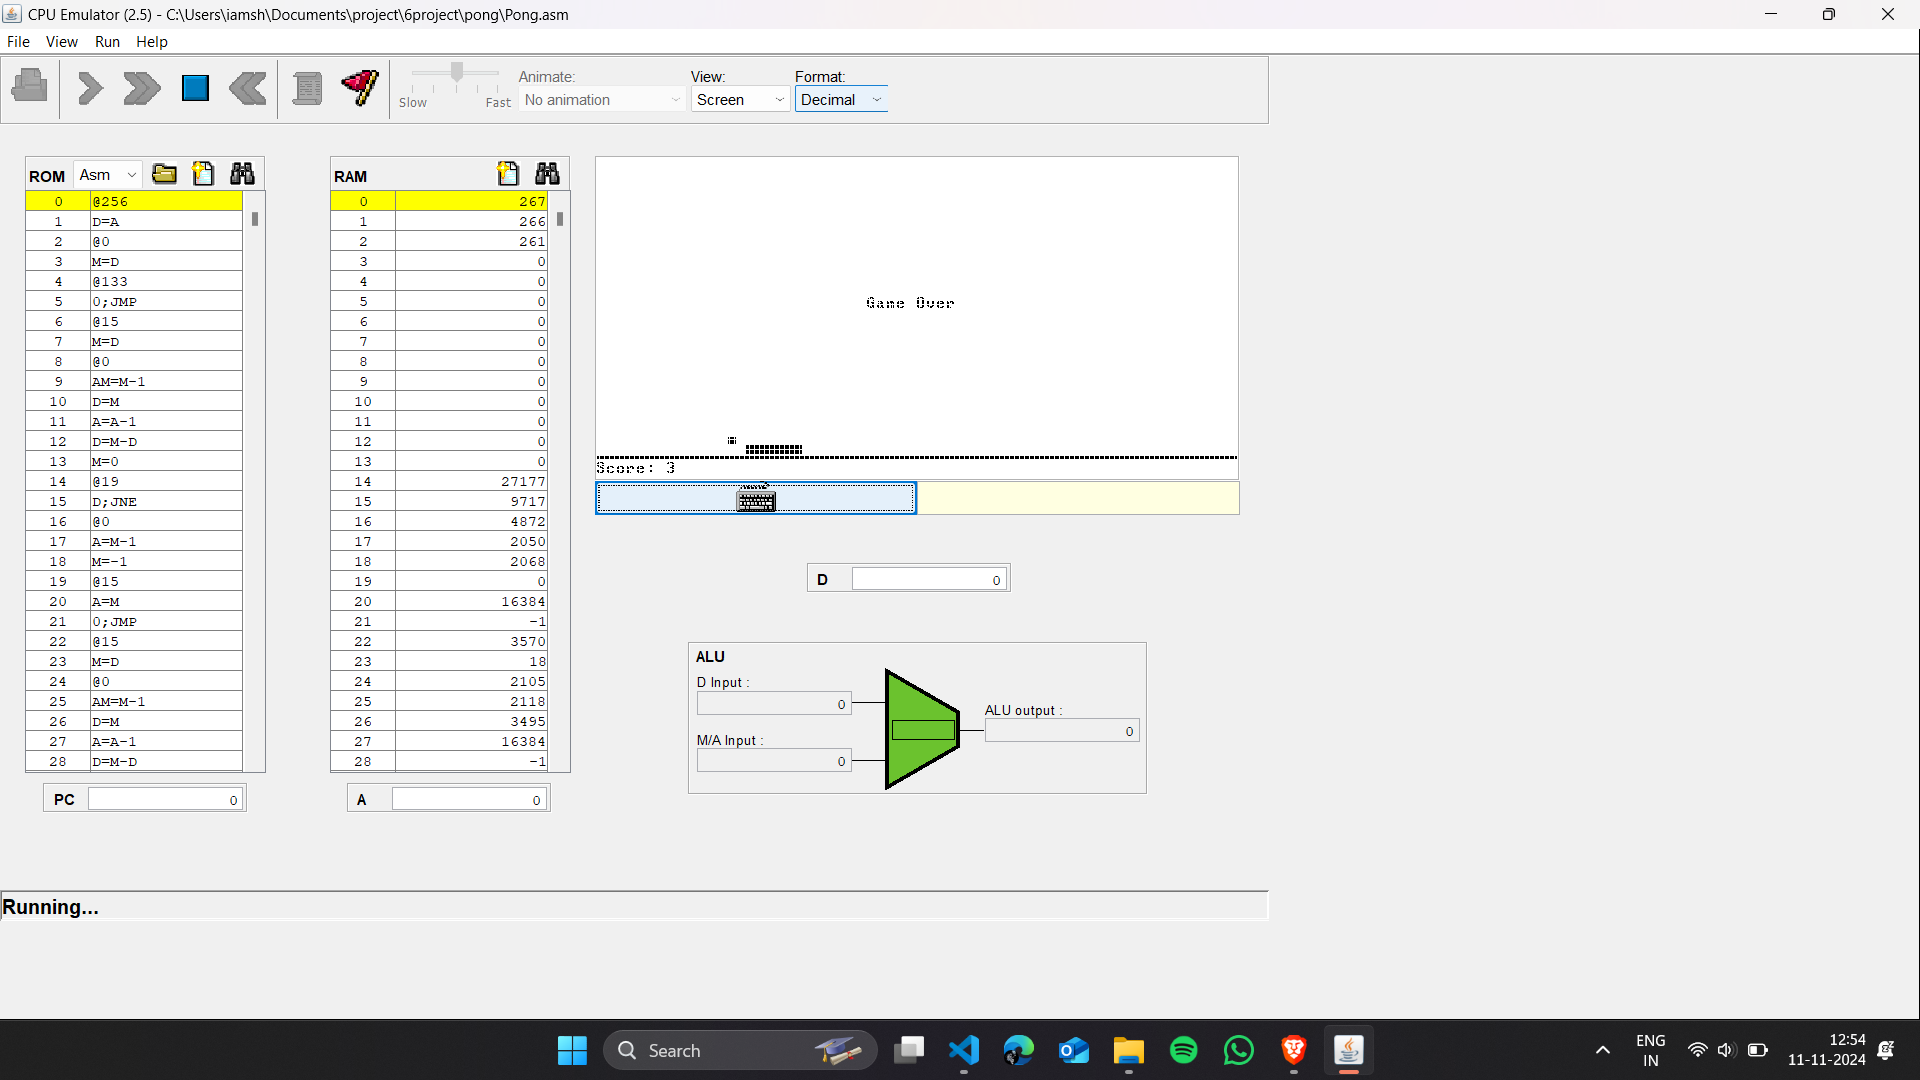 CPU Emulator (2.5) - C:\Users\iamsh\Documents\project\6project\pong\Pong.asm
File View Run Help
Animate: View: Format:
Slow Fast No animation Screen Decimal
ROM Asm
0 @256
1 D=A
2 @0
3 M=D
4 @133
5 0;JMP
6 @15
7 M=D
8 @0
9 AM=M-1
10 D=M
11 A=A-1
12 D=M-D
13 M=0
14 @19
15 D;JNE
16 @0
17 A=M-1
18 M=-1
19 @15
20 A=M
21 0;JMP
22 @15
23 M=D
24 @0
25 AM=M-1
26 D=M
27 A=A-1
28 D=M-D
PC 0
RAM
0 267
1 266
2 261
3 0
4 0
5 0
6 0
7 0
8 0
9 0
10 0
11 0
12 0
13 0
14 27177
15 9717
16 4872
17 2050
18 2068
19 0
20 16384
21 -1
22 3570
23 18
24 2105
25 2118
26 3495
27 16384
28 -1
A 0
Game Over
Score: 3
D 0
ALU
D Input :
0
M/A Input :
0
ALU output :
0
Running...
Search
ENG
IN
12:54
11-11-2024